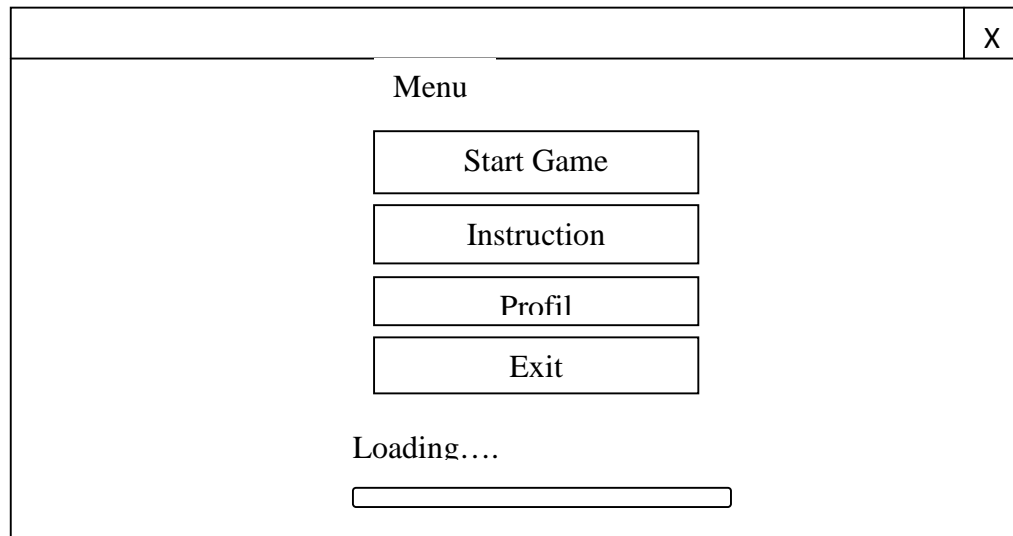 X
Menu
Start Game
Instruction
Profil
Exit
Loading….